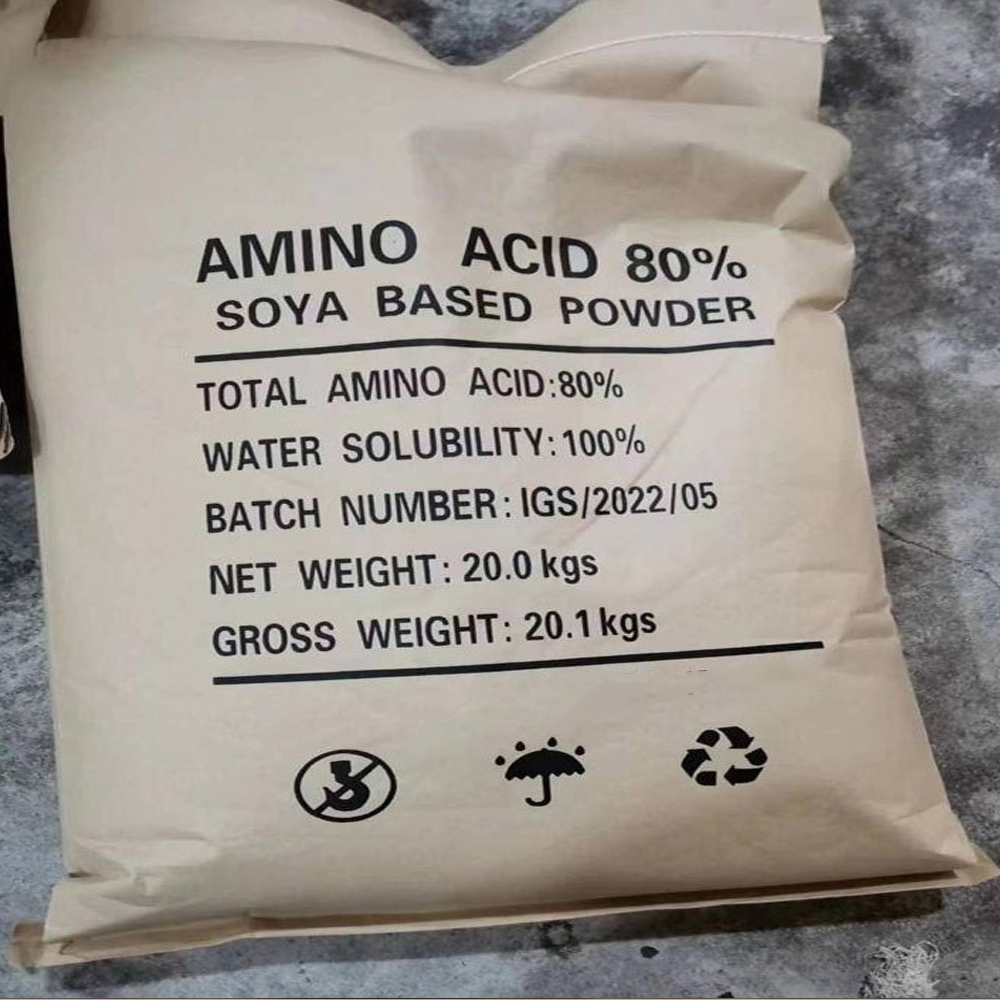 AMINO ACID 80%
SOYA BASED POWDER
TOTAL AMINO ACID:80%
WATER SOLUBILITY:100%
BATCH NUMBER: IGS/2022/05
NET WEIGHT: 20.0 kgs
GROSS WEIGHT: 20.1 kgs